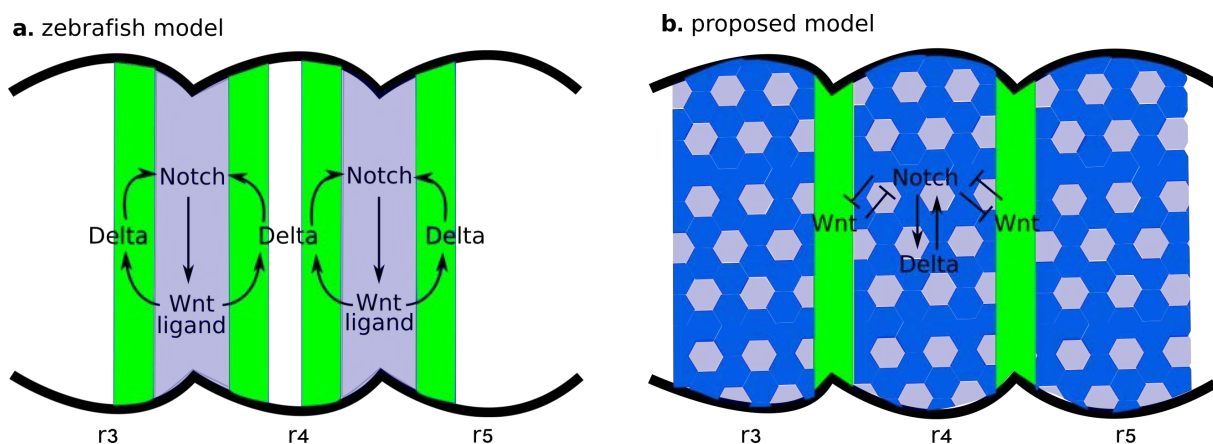 a. zebrafish model
Notch
Notch
Delta
Delta
Delta
Wnt
ligand
Wnt
ligand
r3
r4
r5
b. proposed model
Notch
Wnt
Wnt
Delta
r3
r4
r5